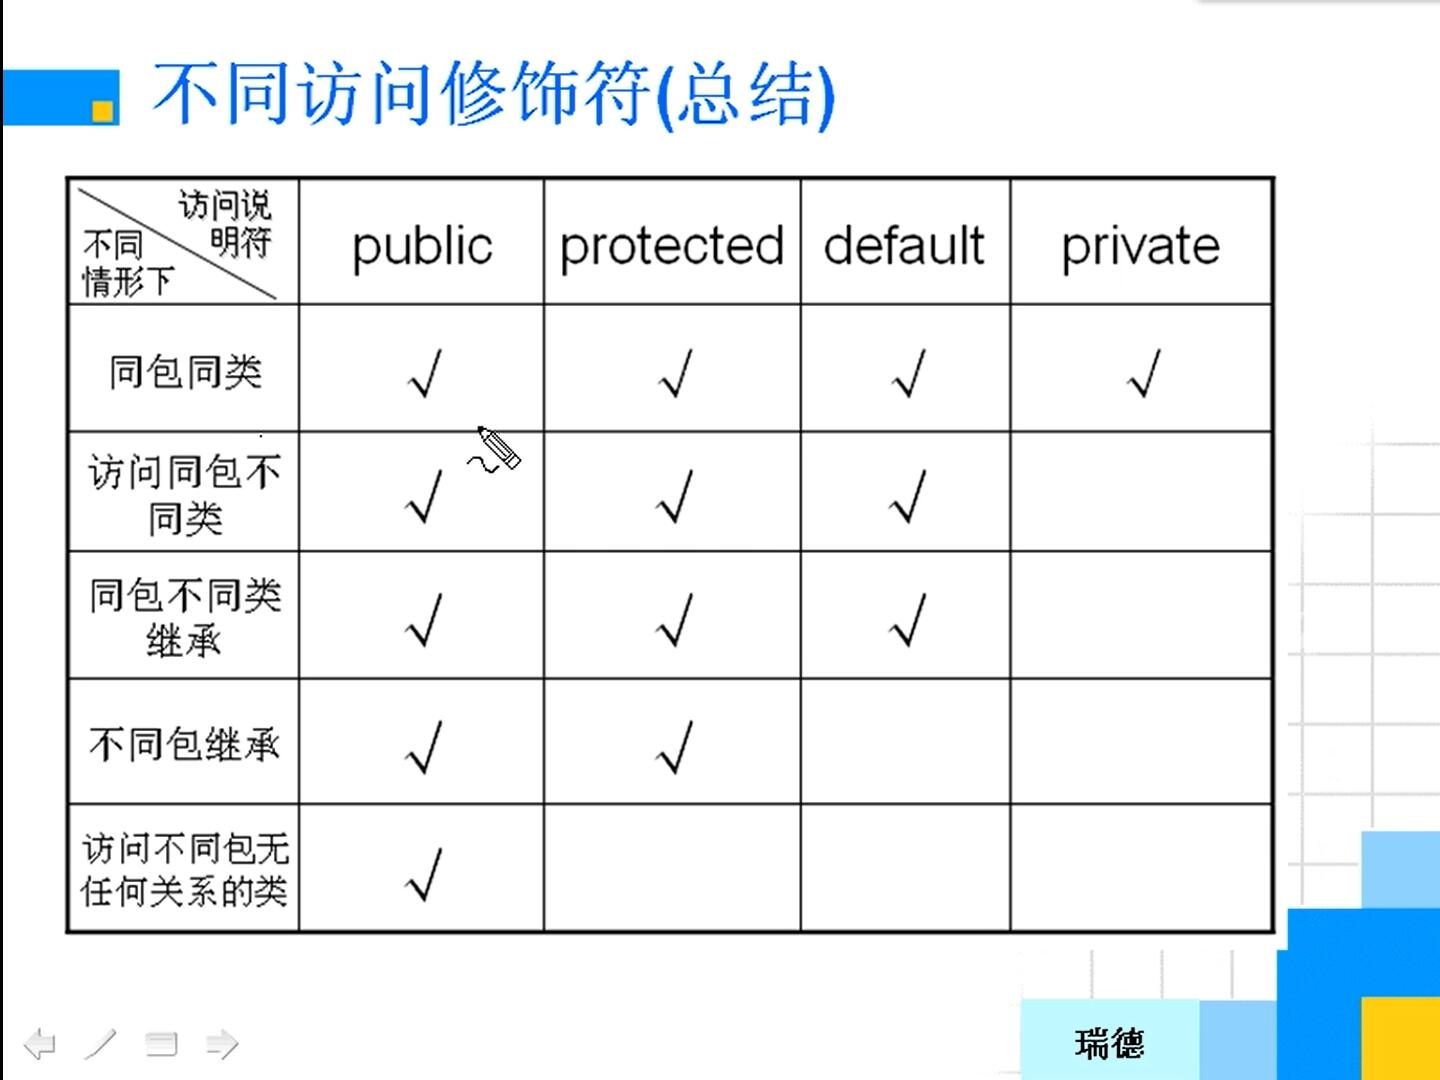 不同访问修饰符(总结)
访问说
明符
不同
情形下
public protected default private
同包同类 √ √ √ √
访问同包不
同类 √ √ √
同包不同类
继承 √ √ √
不同包继承 √ √
访问不同包无
任何关系的类 √
瑞德